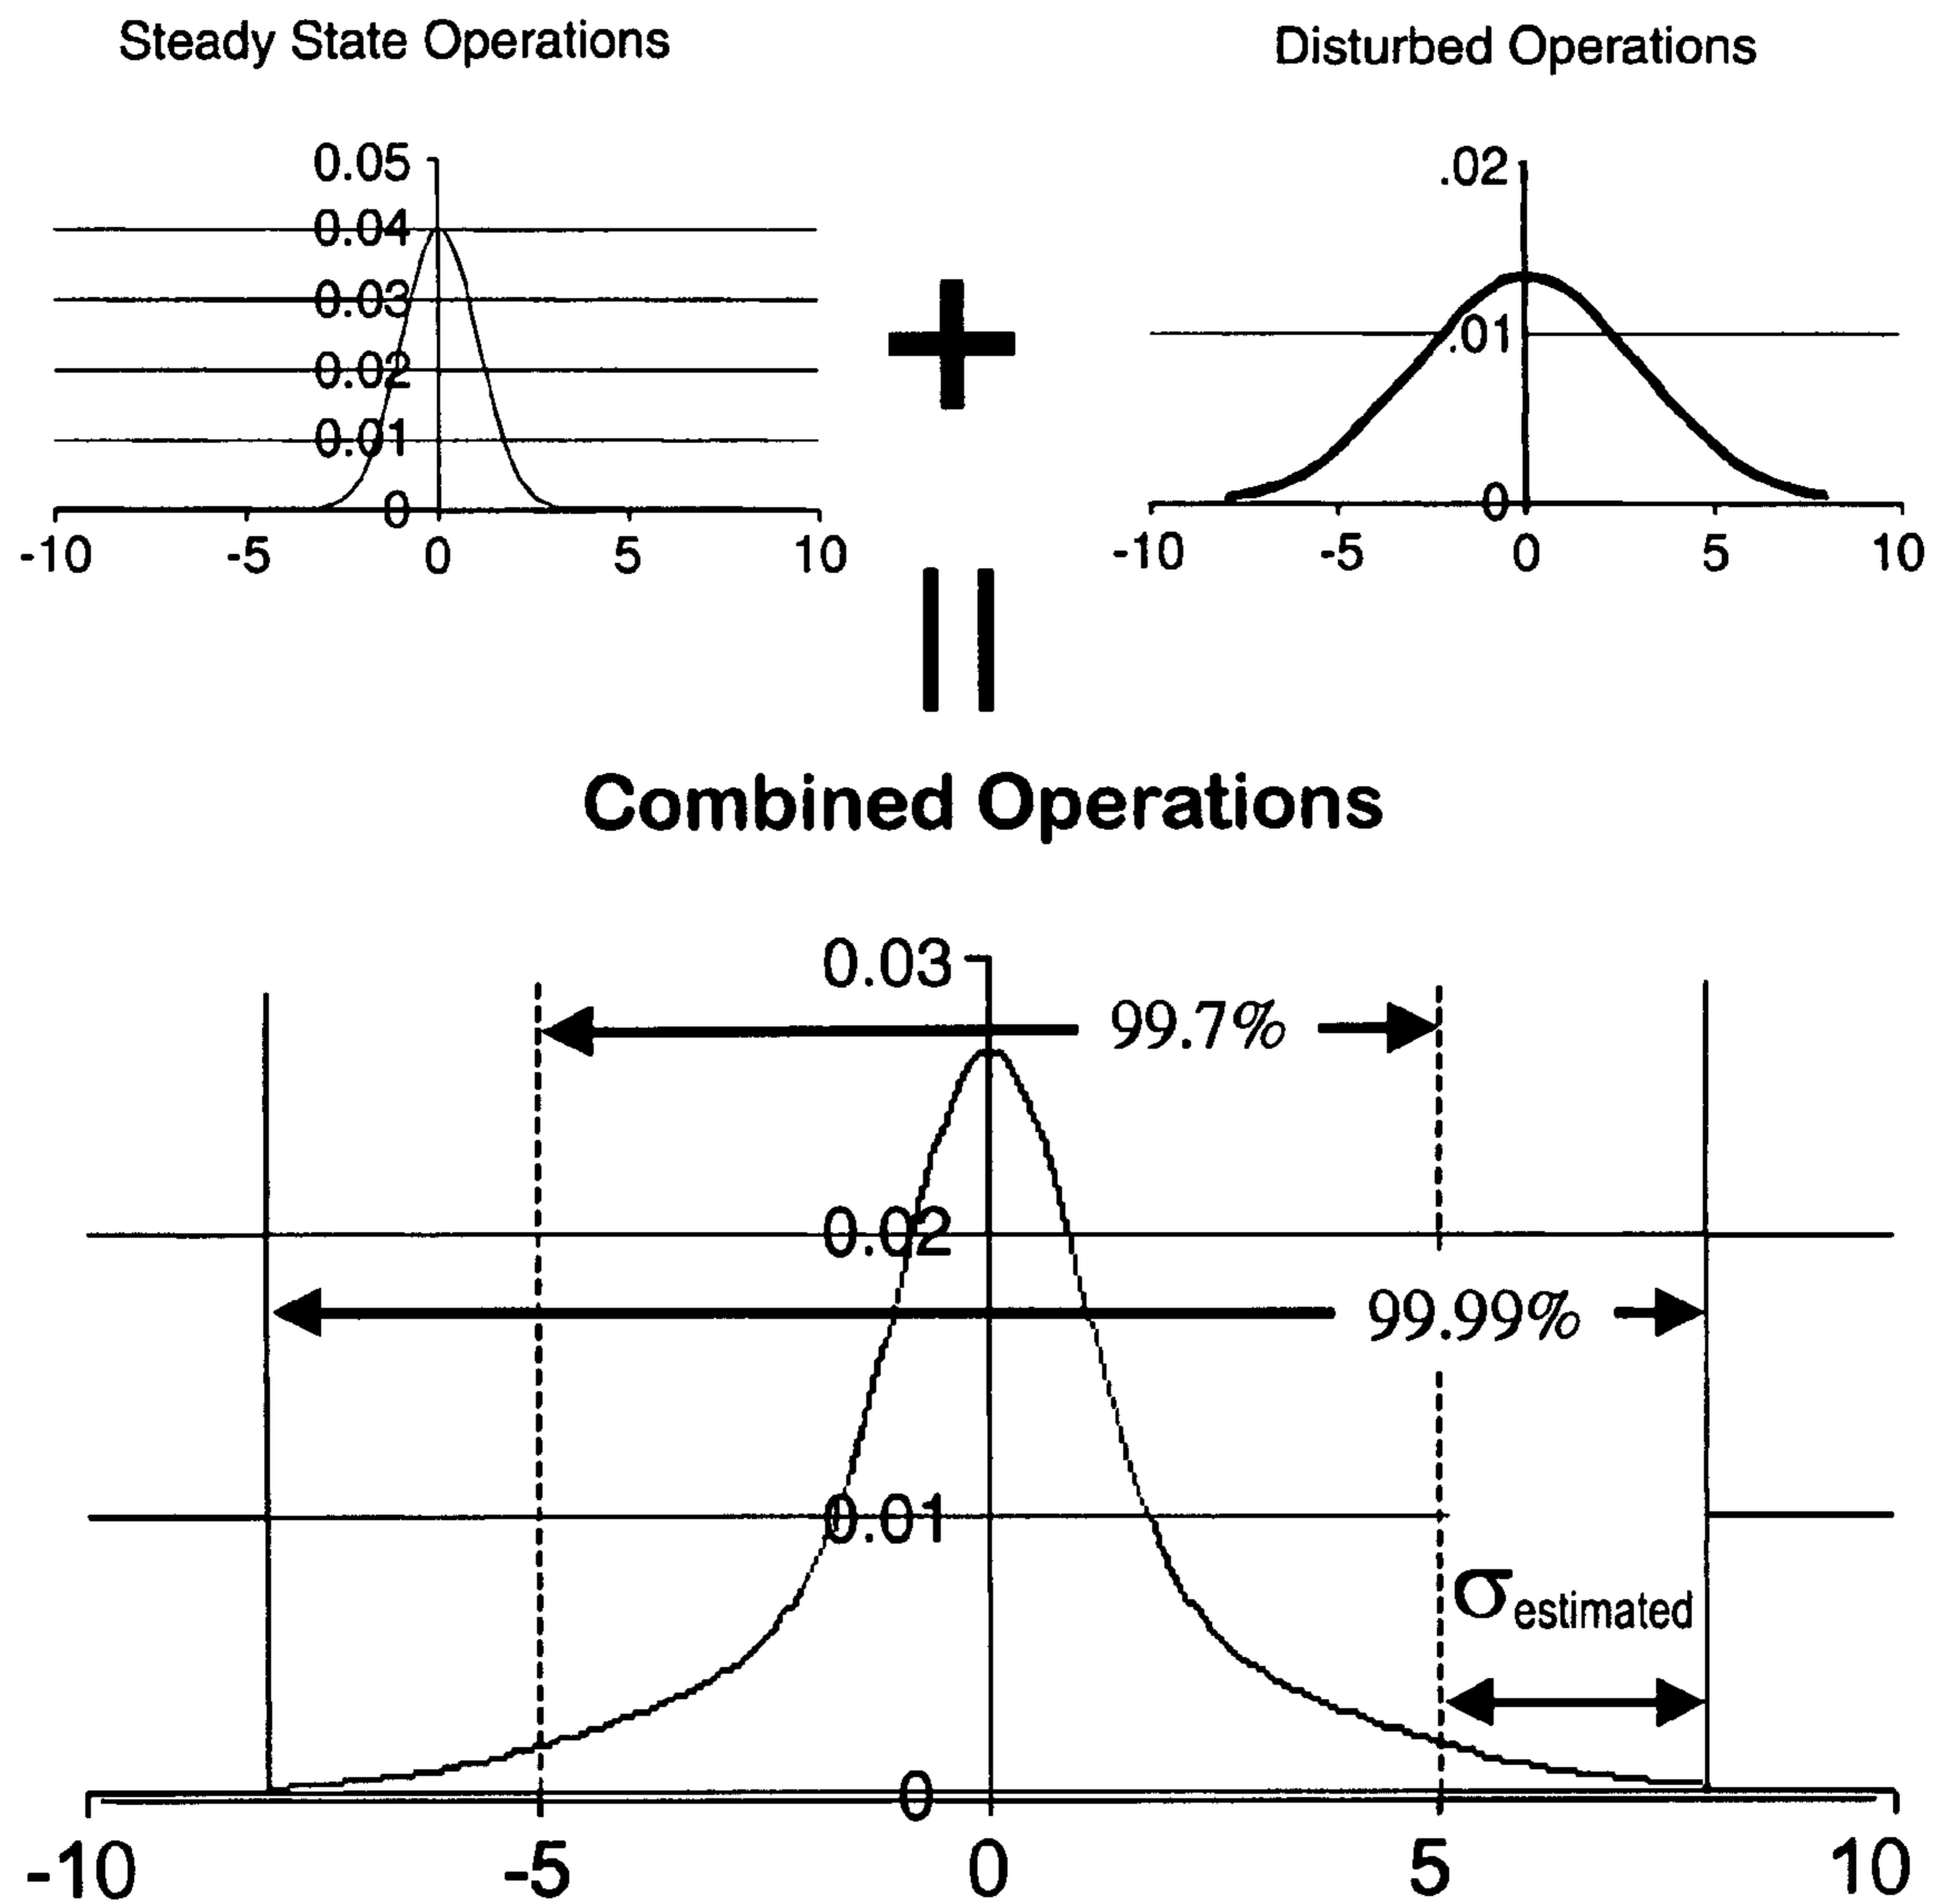 Steady State Operations
0.05
0.04
0.03
0.02
0.01
0
-10 -5 0 5 10
+
Disturbed Operations
.02
.01
0
-10 -5 0 5 10
=
Combined Operations
0.03
99.7%
0.02
99.99%
0.01
σestimated
0
-10 -5 0 5 10